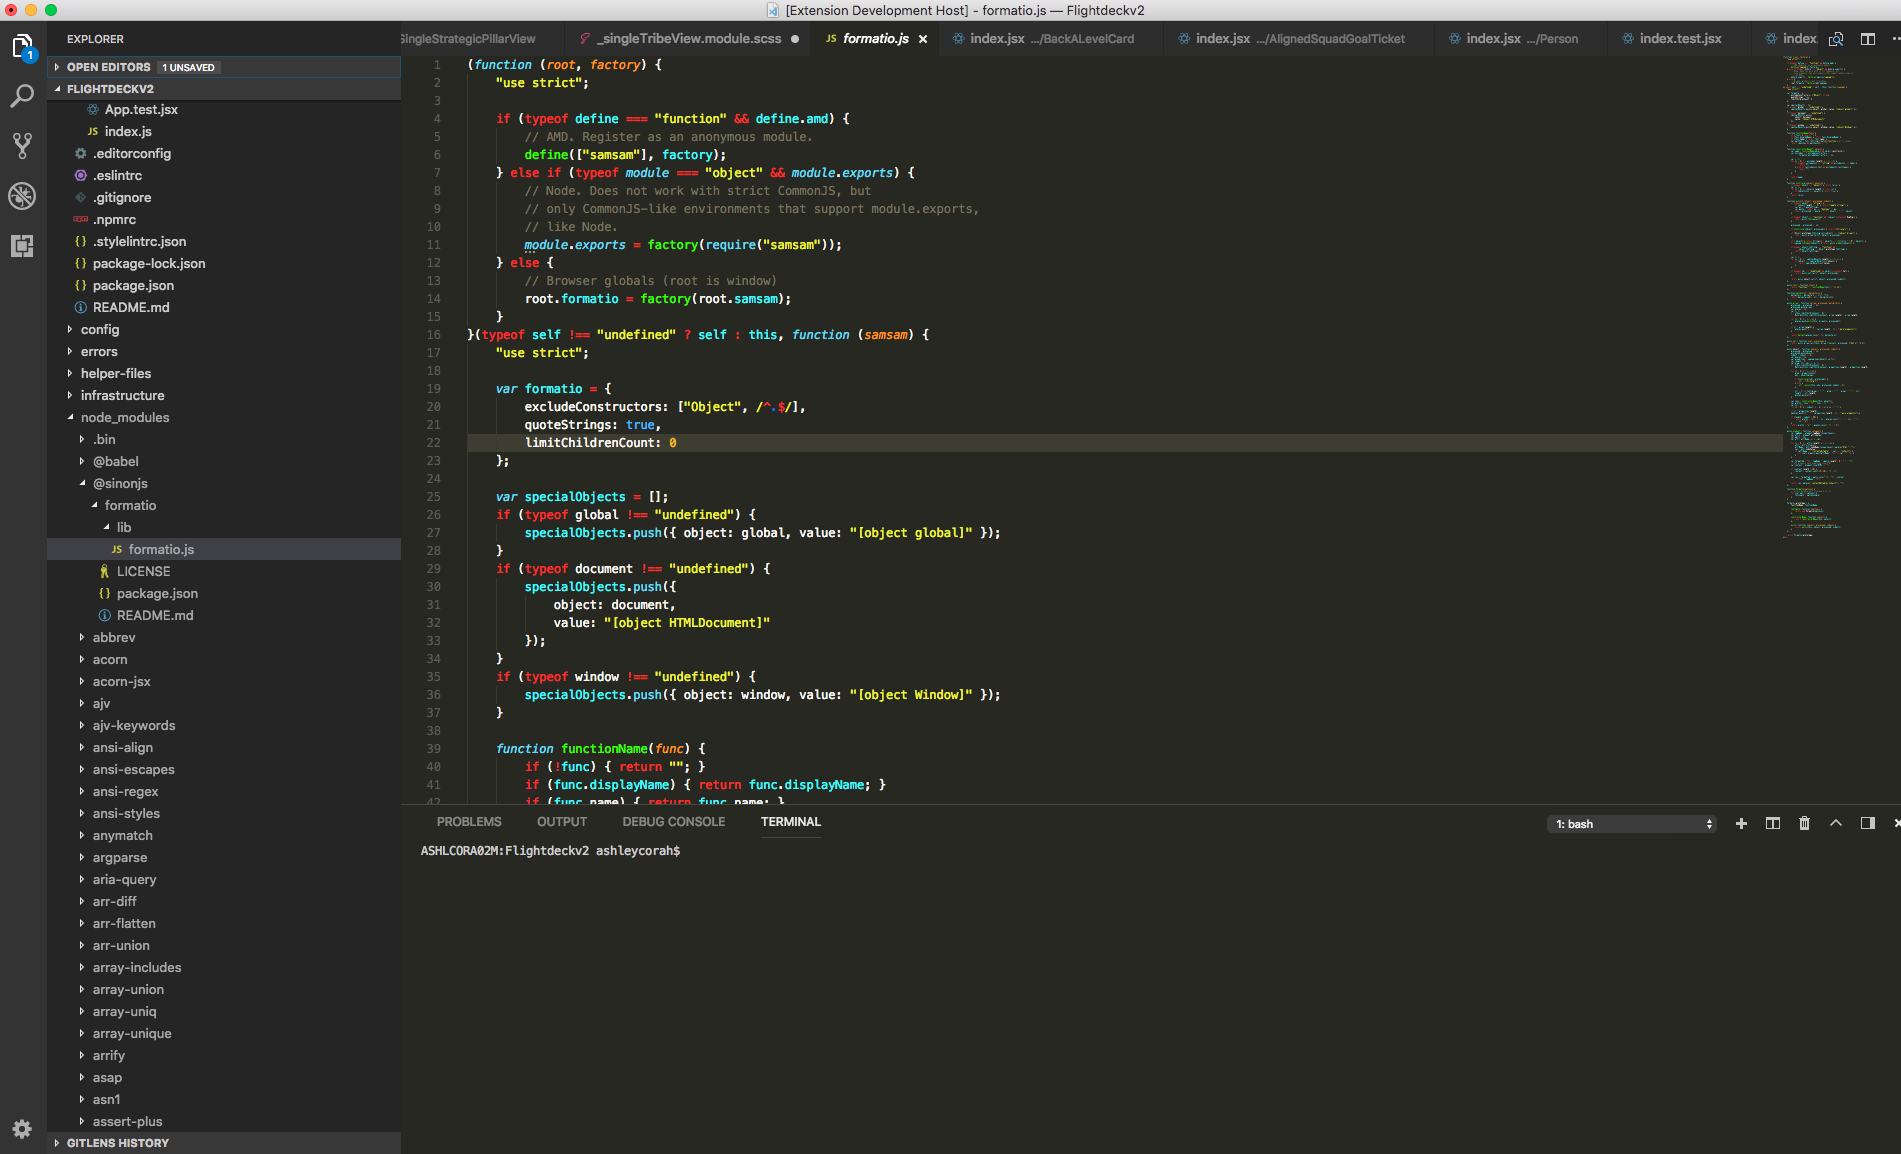 [Extension Development Host] - formatio.js — Flightdeckv2
EXPLORER
OPEN EDITORS 1 UNSAVED
FLIGHTDECKV2
App.test.jsx
JS index.js
.editorconfig
.eslintrc
.gitignore
.npmrc
{} .stylelintrc.json
{} package-lock.json
{} package.json
README.md
config
errors
helper-files
infrastructure
node_modules
.bin
@babel
@sinonjs
formatio
lib
JS formatio.js
LICENSE
{} package.json
README.md
abbrev
acorn
acorn-jsx
ajv
ajv-keywords
ansi-align
ansi-escapes
ansi-regex
ansi-styles
anymatch
argparse
aria-query
arr-diff
arr-flatten
arr-union
array-includes
array-union
array-uniq
array-unique
arrify
asap
asn1
assert-plus
GITLENS HISTORY
1
SingleStrategicPillarView _singleTribeView.module.scss JS formatio.js index.jsx .../BackALevelCard index.jsx .../AlignedSquadGoalTicket index.jsx .../Person index.test.jsx index
1 (function (root, factory) {
2 "use strict";
3
4 if (typeof define === "function" && define.amd) {
5 // AMD. Register as an anonymous module.
6 define(["samsam"], factory);
7 } else if (typeof module === "object" && module.exports) {
8 // Node. Does not work with strict CommonJS, but
9 // only CommonJS-like environments that support module.exports,
10 // like Node.
11 module.exports = factory(require("samsam"));
12 } else {
13 // Browser globals (root is window)
14 root.formatio = factory(root.samsam);
15 }
16 }(typeof self !== "undefined" ? self : this, function (samsam) {
17 "use strict";
18
19 var formatio = {
20 excludeConstructors: ["Object", /^.$/],
21 quoteStrings: true,
22 limitChildrenCount: 0
23 };
24
25 var specialObjects = [];
26 if (typeof global !== "undefined") {
27 specialObjects.push({ object: global, value: "[object global]" });
28 }
29 if (typeof document !== "undefined") {
30 specialObjects.push({
31 object: document,
32 value: "[object HTMLDocument]"
33 });
34 }
35 if (typeof window !== "undefined") {
36 specialObjects.push({ object: window, value: "[object Window]" });
37 }
38
39 function functionName(func) {
40 if (!func) { return ""; }
41 if (func.displayName) { return func.displayName; }
42 if (func.name) { return func.name; }
PROBLEMS OUTPUT DEBUG CONSOLE TERMINAL 1: bash
ASHLCORA02M:Flightdeckv2 ashleycorah$